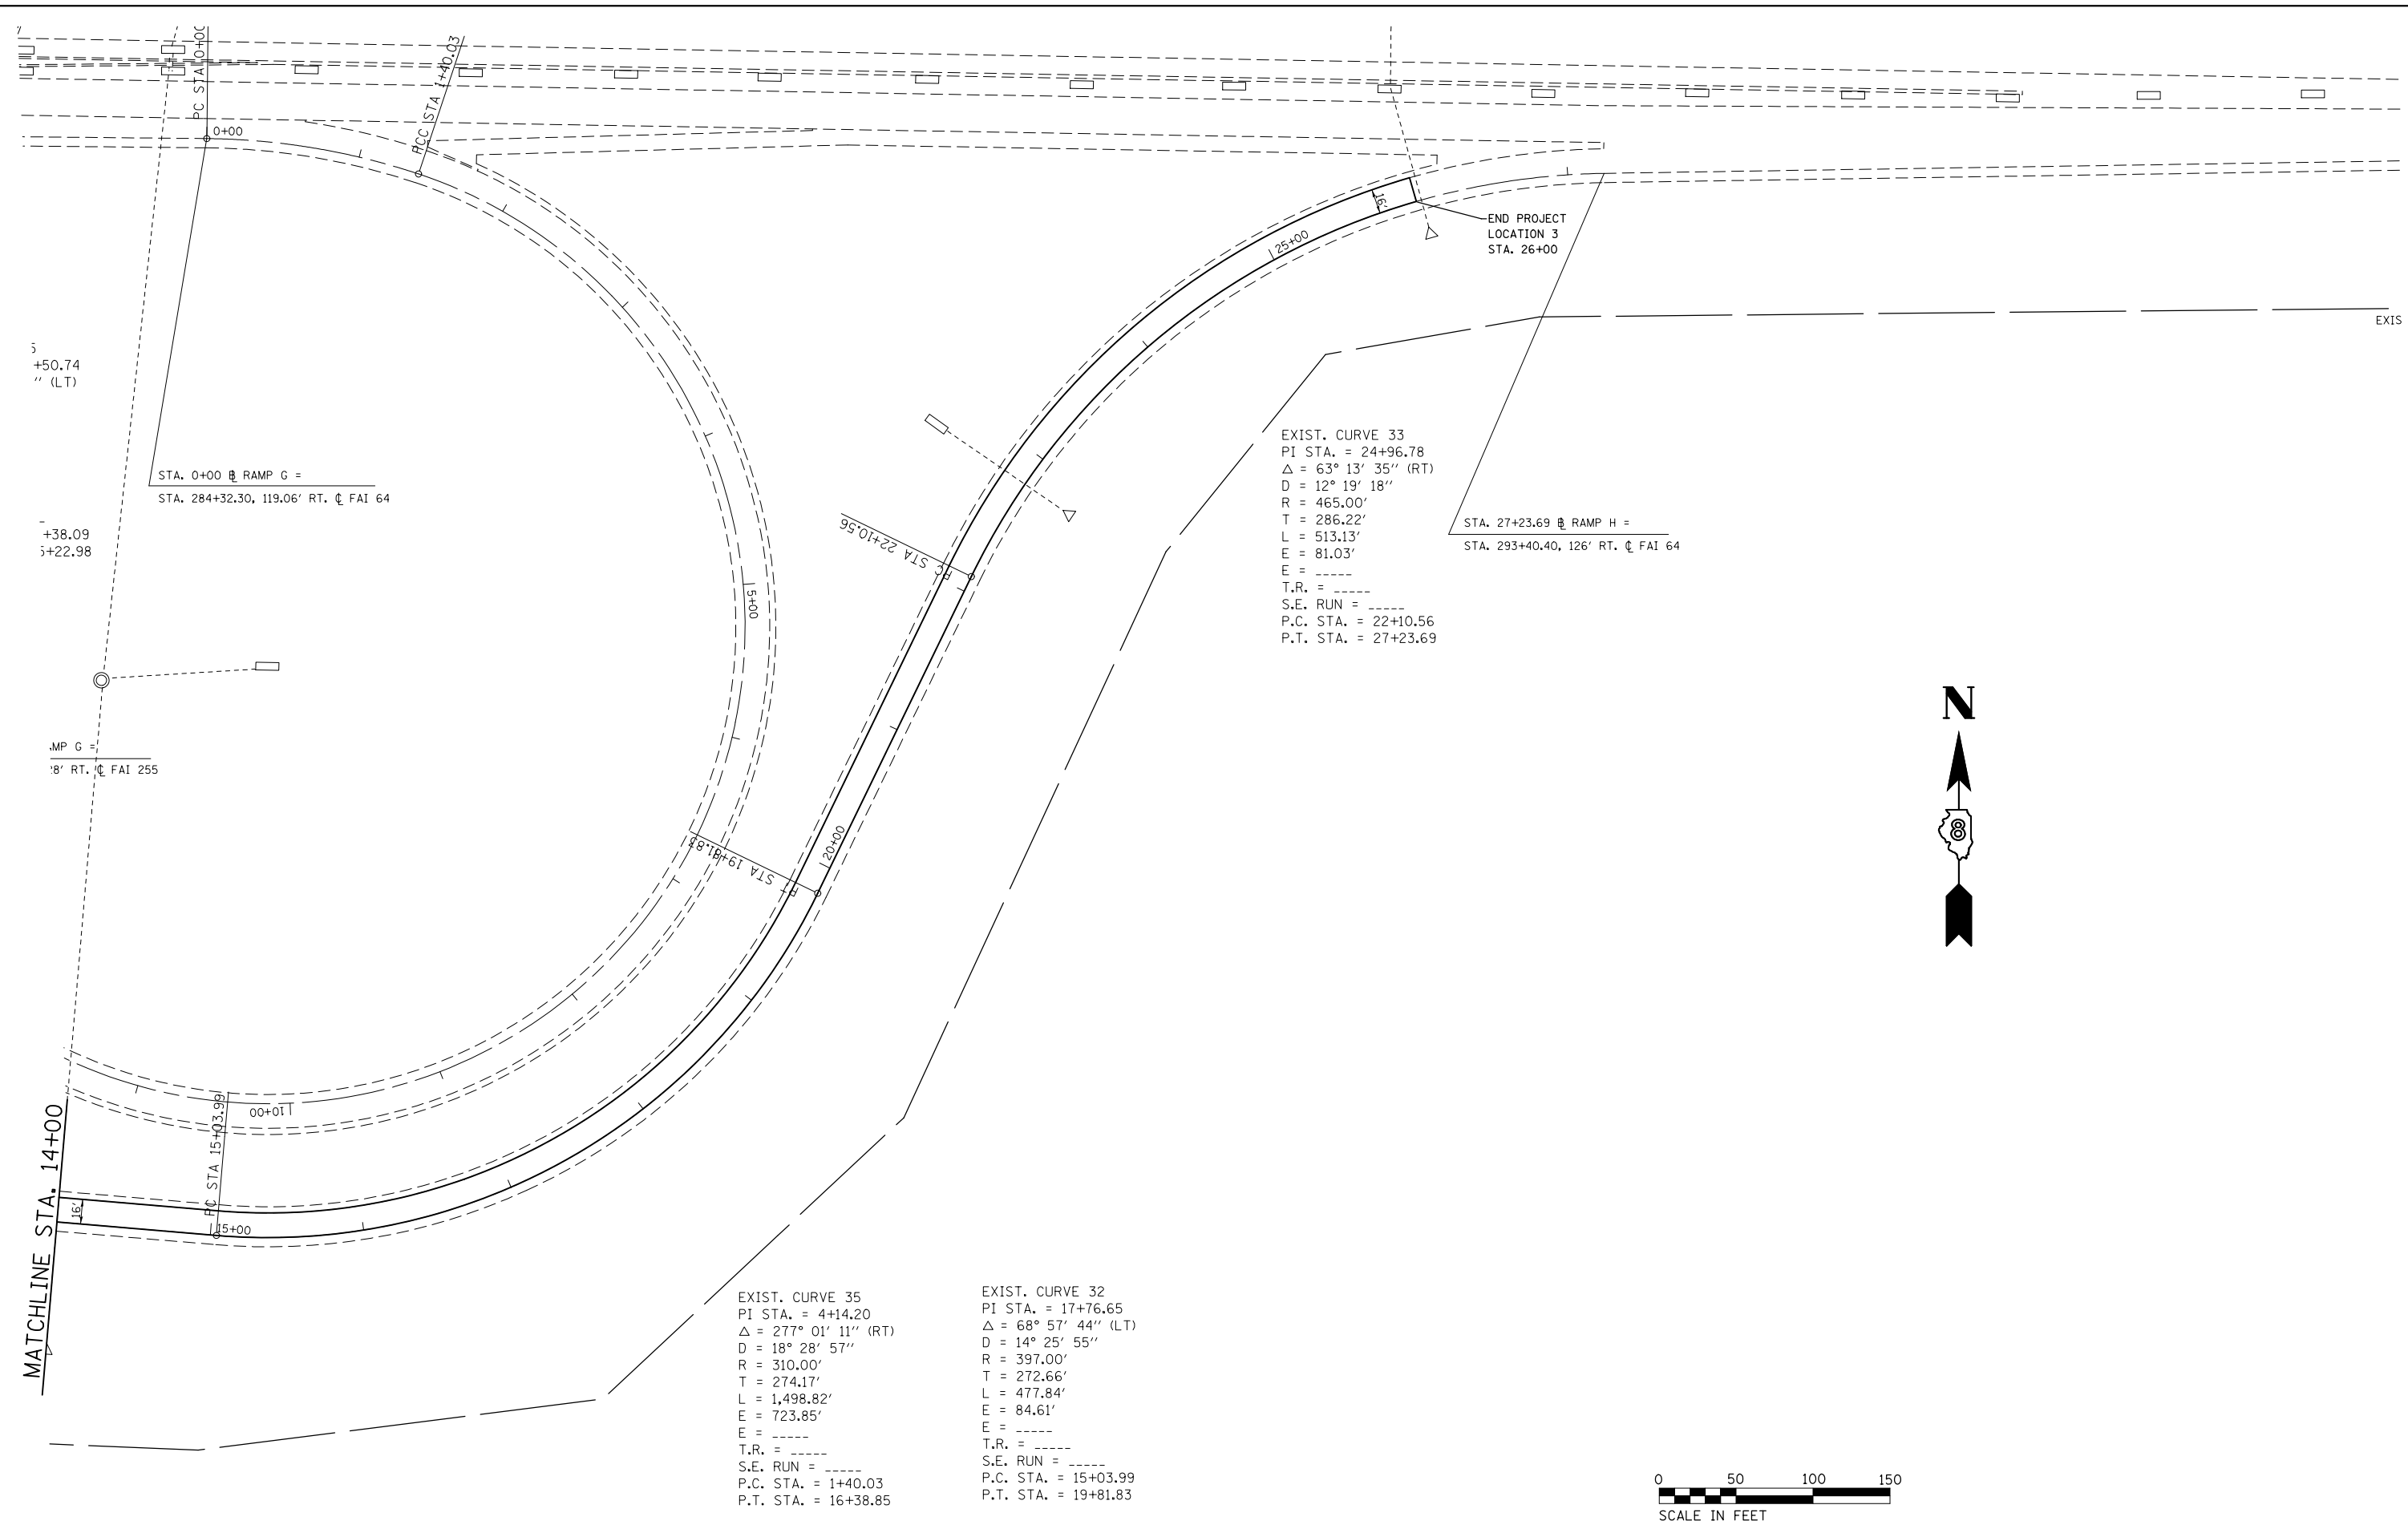 PC STA 0+00
PCC STA 1+40.03
0+00
16'
END PROJECT
LOCATION 3
STA. 26+00
25+00
EXIS
+50.74
'' (LT)
STA. 0+00 ℄ RAMP G =
STA. 284+32.30, 119.06' RT. ℄ FAI 64
+38.09
5+22.98
EXIST. CURVE 33
PI STA. = 24+96.78
△ = 63° 13' 35'' (RT)
D = 12° 19' 18''
R = 465.00'
T = 286.22'
L = 513.13'
E = 81.03'
E = _____
T.R. = _____
S.E. RUN = _____
P.C. STA. = 22+10.56
P.T. STA. = 27+23.69
STA. 27+23.69 ℄ RAMP H =
STA. 293+40.40, 126' RT. ℄ FAI 64
PC STA 22+10.56
5+00
N
8
MP G =
8' RT. ℄ FAI 255
20+00
PT STA 19+81.83
10+00
PC STA 15+03.99
MATCHLINE STA. 14+00
16'
15+00
EXIST. CURVE 35
PI STA. = 4+14.20
△ = 277° 01' 11'' (RT)
D = 18° 28' 57''
R = 310.00'
T = 274.17'
L = 1,498.82'
E = 723.85'
E = _____
T.R. = _____
S.E. RUN = _____
P.C. STA. = 1+40.03
P.T. STA. = 16+38.85
EXIST. CURVE 32
PI STA. = 17+76.65
△ = 68° 57' 44'' (LT)
D = 14° 25' 55''
R = 397.00'
T = 272.66'
L = 477.84'
E = 84.61'
E = _____
T.R. = _____
S.E. RUN = _____
P.C. STA. = 15+03.99
P.T. STA. = 19+81.83
0 50 100 150
SCALE IN FEET